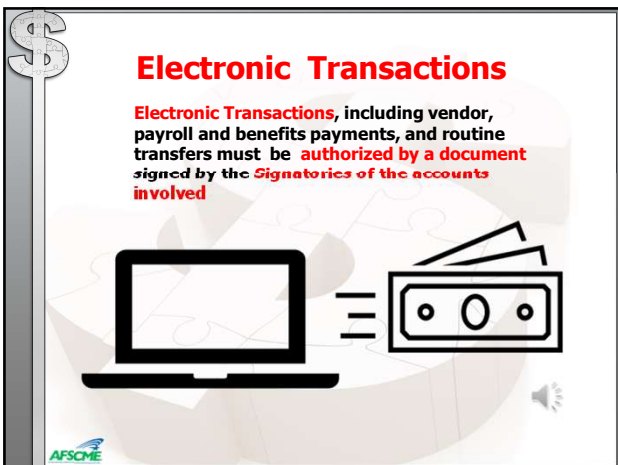 $
Electronic Transactions
Electronic Transactions, including vendor,
payroll and benefits payments, and routine
transfers must be authorized by a document
signed by the Signatories of the accounts
involved
AFSCME